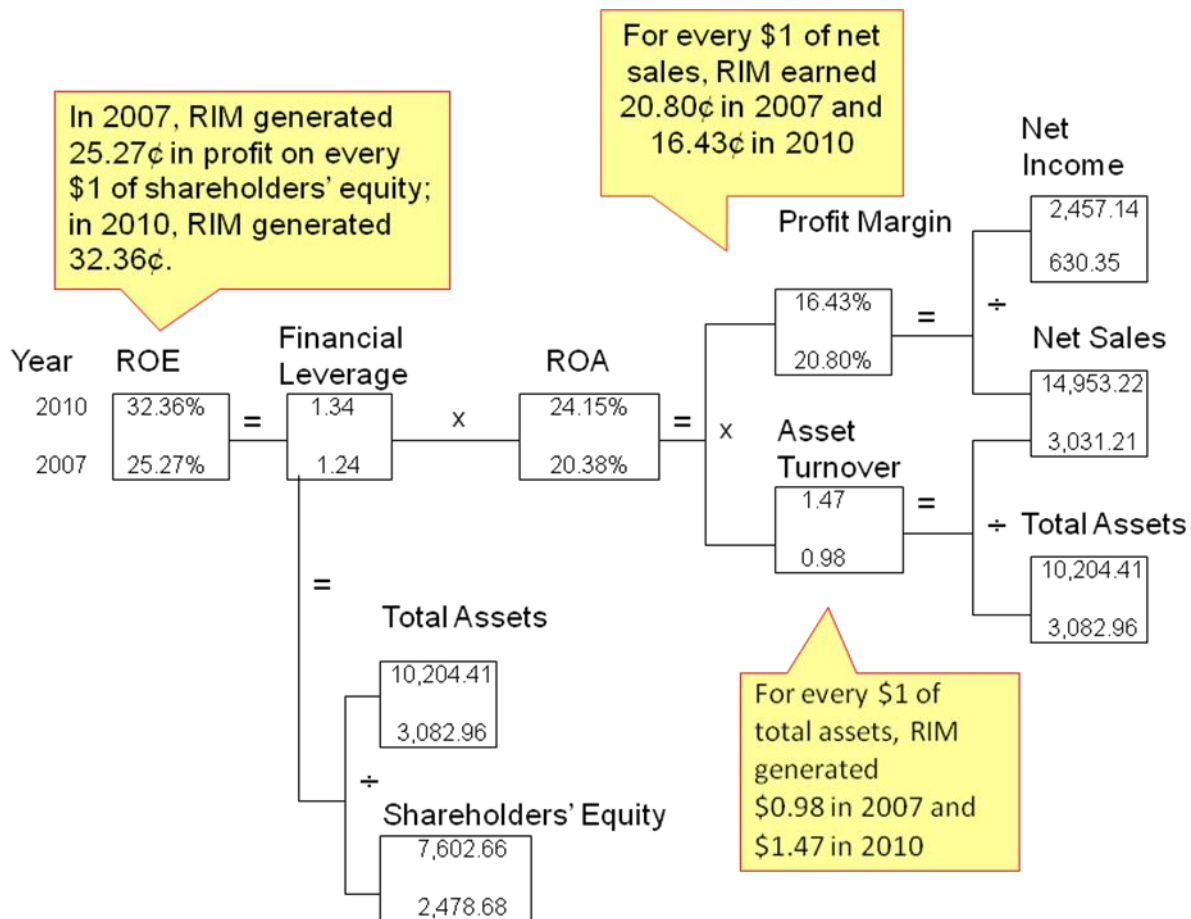 For every $1 of net
sales, RIM earned
20.80¢ in 2007 and
16.43¢ in 2010
In 2007, RIM generated
25.27¢ in profit on every
$1 of shareholders' equity;
in 2010, RIM generated
32.36¢.
Net
Income
2,457.14
630.35
Profit Margin
16.43%
20.80%
=
÷
Net Sales
14,953.22
3,031.21
Year
ROE
Financial
Leverage
ROA
2010
32.36%
=
1.34
x
24.15%
=
x
2007
25.27%
1.24
20.38%
Asset
Turnover
1.47
0.98
=
÷
Total Assets
10,204.41
3,082.96
=
Total Assets
10,204.41
3,082.96
÷
Shareholders' Equity
7,602.66
2,478.68
For every $1 of
total assets, RIM
generated
$0.98 in 2007 and
$1.47 in 2010